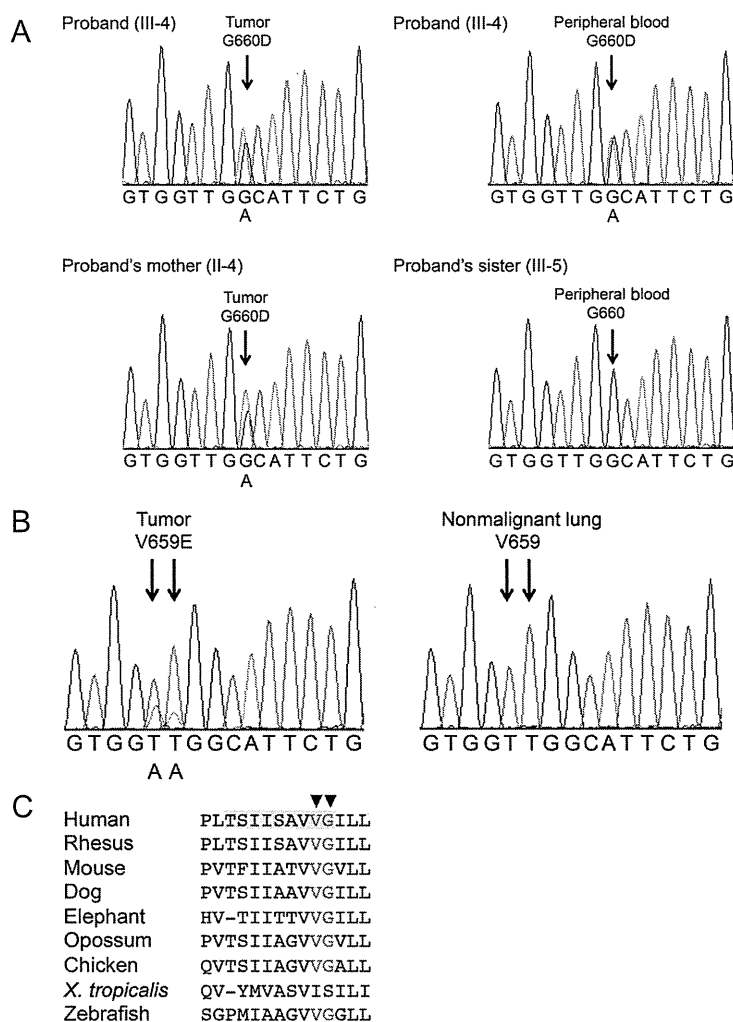 A
Proband (III-4)
Tumor
G660D
GTGGTTGGCATTCTG
A
Proband (III-4)
Peripheral blood
G660D
GTGGTTGGCATTCTG
A
Proband's mother (II-4)
Tumor
G660D
GTGGTTGGCATTCTG
A
Proband's sister (III-5)
Peripheral blood
G660
GTGGTTGGCATTCTG
B
Tumor
V659E
GTGGTTGGCATTCTG
AA
Nonmalignant lung
V659
GTGGTTGGCATTCTG
C
Human PLTSIISAVVGILL
Rhesus PLTSIISAVVGILL
Mouse PVTFIIATVVGVLL
Dog PVTSIIAAVVGILL
Elephant HV-TIITTVVGILL
Opossum PVTSIIAGVVGVLL
Chicken QVTSIIAGVVGALL
X. tropicalis QV-YMVASVISILI
Zebrafish SGPMIAAGVVGGLL